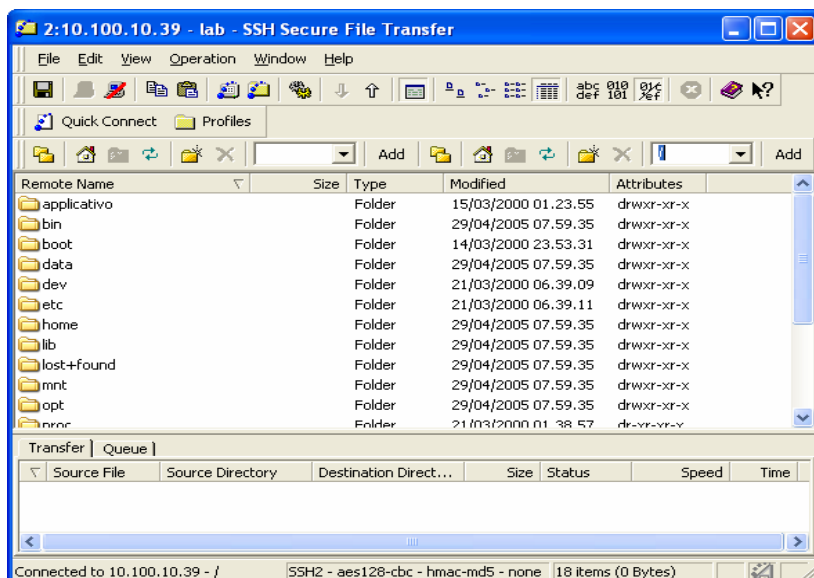 2:10.100.10.39 - lab - SSH Secure File Transfer
File Edit View Operation Window Help
abc def 010 101
Quick Connect Profiles
Add Add
Remote Name Size Type Modified Attributes
applicativo Folder 15/03/2000 01.23.55 drwxr-xr-x
bin Folder 29/04/2005 07.59.35 drwxr-xr-x
boot Folder 14/03/2000 23.53.31 drwxr-xr-x
data Folder 29/04/2005 07.59.35 drwxr-xr-x
dev Folder 21/03/2000 06.39.09 drwxr-xr-x
etc Folder 21/03/2000 06.39.11 drwxr-xr-x
home Folder 29/04/2005 07.59.35 drwxr-xr-x
lib Folder 29/04/2005 07.59.35 drwxr-xr-x
lost+found Folder 29/04/2005 07.59.35 drwxr-xr-x
mnt Folder 29/04/2005 07.59.35 drwxr-xr-x
opt Folder 29/04/2005 07.59.35 drwxr-xr-x
proc Folder 21/03/2000 01.38.57 dr-xr-xr-x
Transfer Queue
Source File Source Directory Destination Direct... Size Status Speed Time
Connected to 10.100.10.39 - / SSH2 - aes128-cbc - hmac-md5 - none 18 items (0 Bytes)